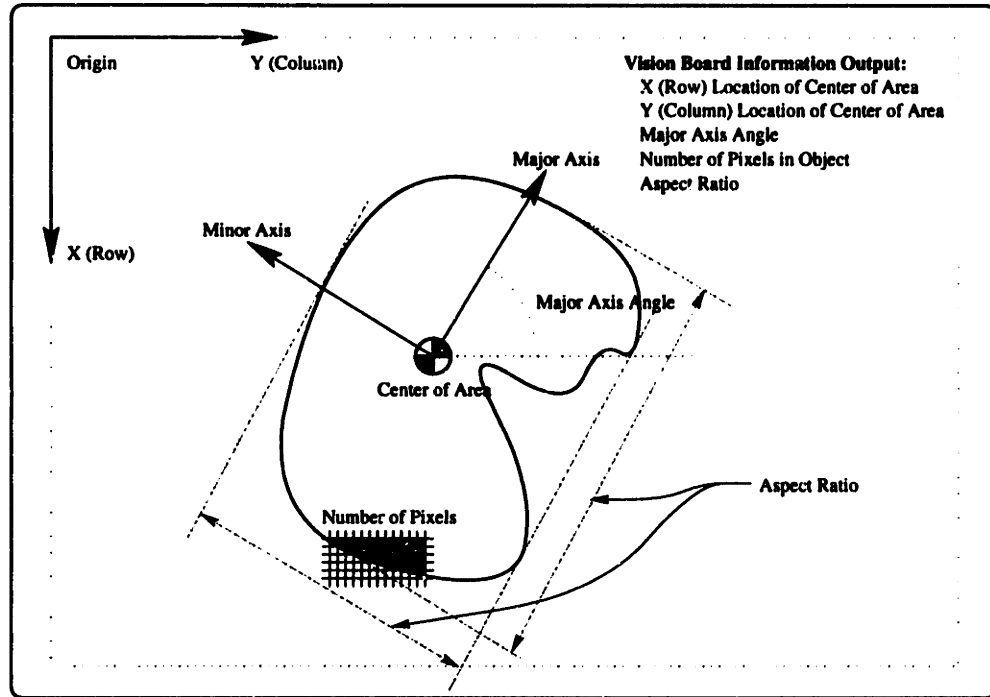 Origin
Y (Column)
Vision Board Information Output:
X (Row) Location of Center of Area
Y (Column) Location of Center of Area
Major Axis Angle
Number of Pixels in Object
Aspect Ratio
Major Axis
Minor Axis
X (Row)
Major Axis Angle
Center of Area
Aspect Ratio
Number of Pixels